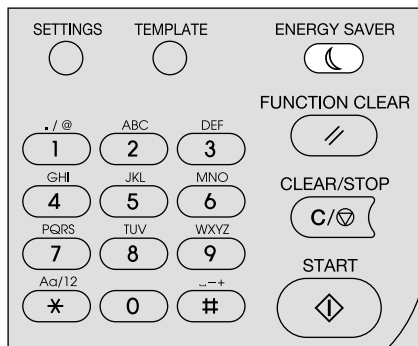 SETTINGS TEMPLATE ENERGY SAVER
FUNCTION CLEAR
./@ ABC DEF
1 2 3
GHI JKL MNO
4 5 6
CLEAR/STOP
C/
PQRS TUV WXYZ
7 8 9
START
Aa/12 ⎵−+
* 0 #